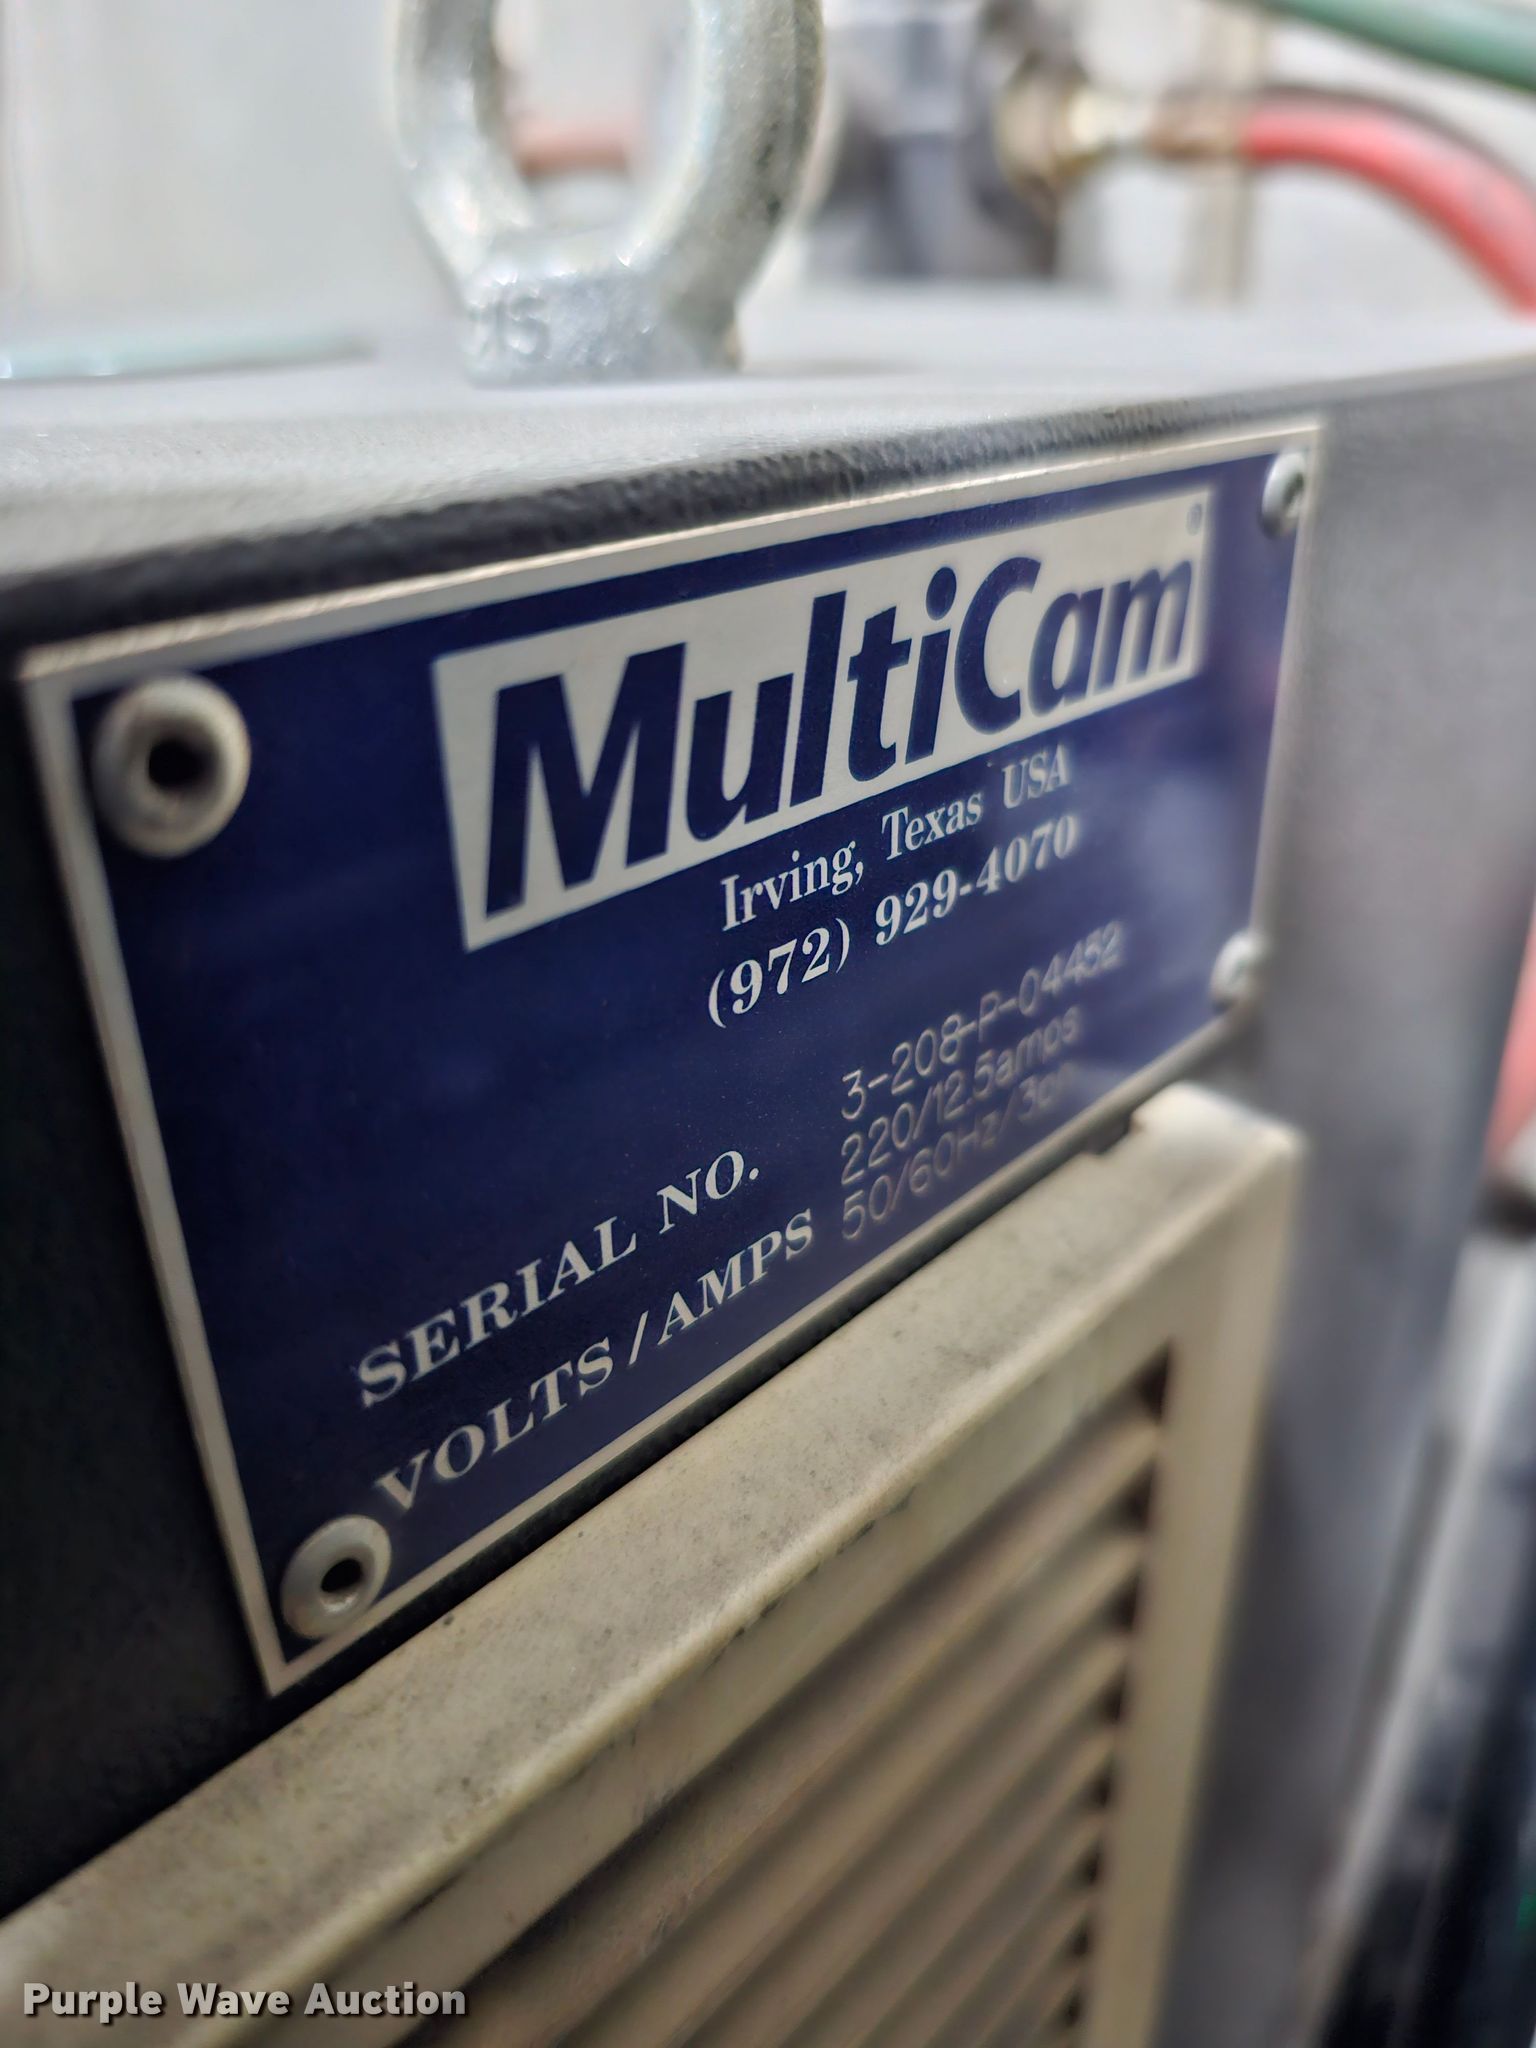 15
MultiCam®
Irving, Texas USA
(972) 929-4070
SERIAL NO. 3-208-P-04452
VOLTS/AMPS 220/12.5amps
50/60Hz/3ph
Purple Wave Auction